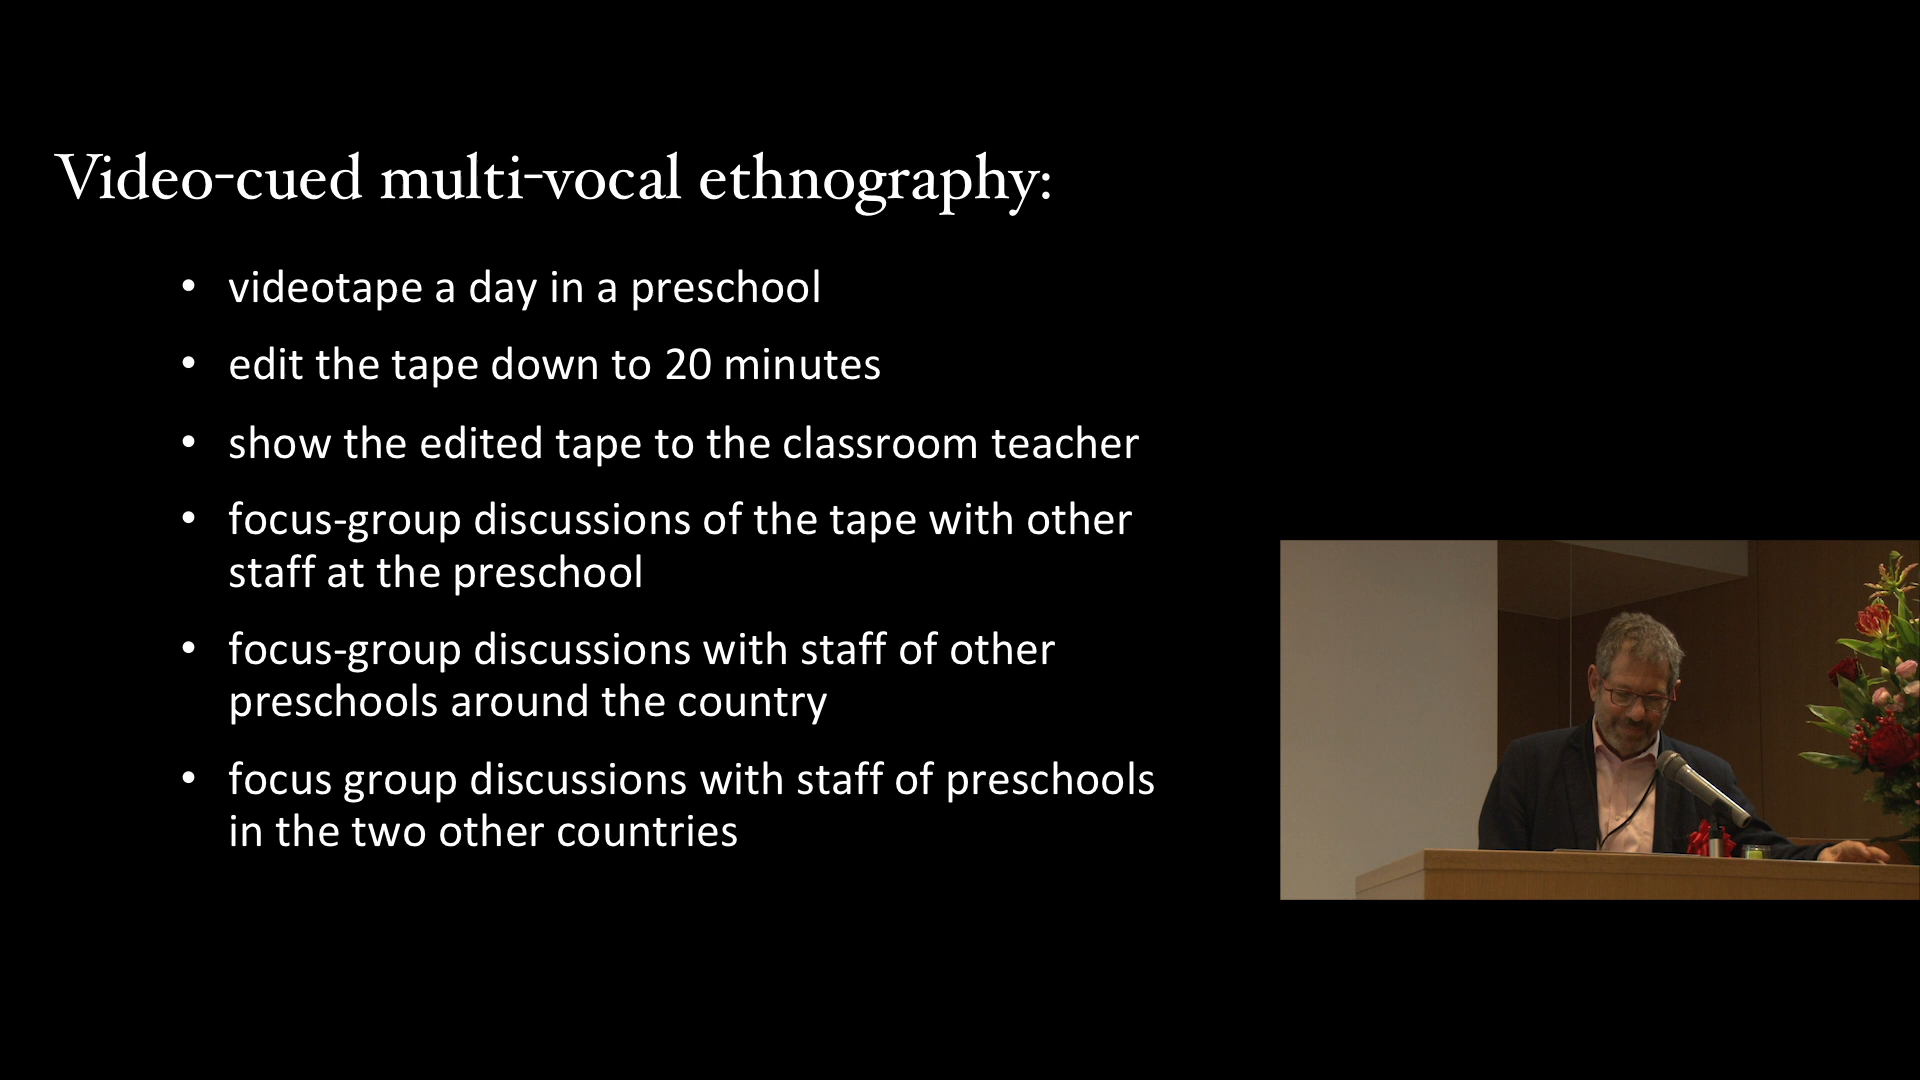 Video-cued multi-vocal ethnography:
• videotape a day in a preschool
• edit the tape down to 20 minutes
• show the edited tape to the classroom teacher
• focus-group discussions of the tape with other
staff at the preschool
• focus-group discussions with staff of other
preschools around the country
• focus group discussions with staff of preschools
in the two other countries